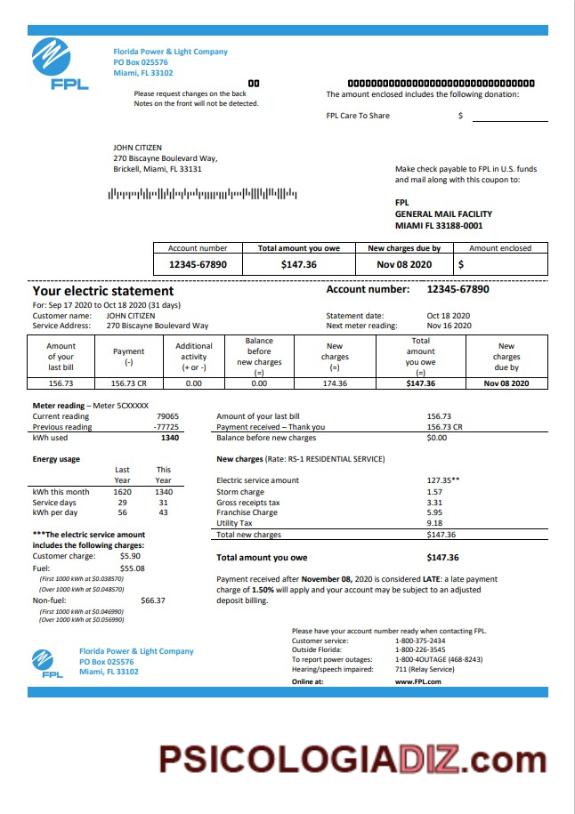 FPL
Florida Power & Light Company
PO Box 025576
Miami, FL 33102
Please request changes on the back
Notes on the front will not be detected.
The amount enclosed includes the following donation:
FPL Care To Share $
JOHN CITIZEN
270 Biscayne Boulevard Way,
Brickell, Miami, FL 33131
Make check payable to FPL in U.S. funds
and mail along with this coupon to:
FPL
GENERAL MAIL FACILITY
MIAMI FL 33188-0001
Account number Total amount you owe New charges due by Amount enclosed
12345-67890 $147.36 Nov 08 2020 $
Your electric statement Account number: 12345-67890
For: Sep 17 2020 to Oct 18 2020 (31 days)
Customer name: JOHN CITIZEN Statement date: Oct 18 2020
Service Address: 270 Biscayne Boulevard Way Next meter reading: Nov 16 2020
Amount of your last bill Payment (-) Additional activity (+ or -) Balance before new charges (=) New charges (=) Total amount you owe (=) New charges due by
156.73 156.73 CR 0.00 0.00 174.36 $147.36 Nov 08 2020
Meter reading – Meter 5CXXXXX
Current reading 79065
Previous reading -77725
kWh used 1340
Energy usage
Last Year This Year
kWh this month 1620 1340
Service days 29 31
kWh per day 56 43
***The electric service amount
includes the following charges:
Customer charge: $5.90
Fuel: $55.08
(First 1000 kWh at $0.038570)
(Over 1000 kWh at $0.048570)
Non-fuel: $66.37
(First 1000 kWh at $0.046990)
(Over 1000 kWh at $0.056990)
Amount of your last bill 156.73
Payment received – Thank you 156.73 CR
Balance before new charges $0.00
New charges (Rate: RS-1 RESIDENTIAL SERVICE)
Electric service amount 127.35**
Storm charge 1.57
Gross receipts tax 3.31
Franchise Charge 5.95
Utility Tax 9.18
Total new charges $147.36
Total amount you owe $147.36
Payment received after November 08, 2020 is considered LATE: a late payment
charge of 1.50% will apply and your account may be subject to an adjusted
deposit billing.
Please have your account number ready when contacting FPL.
Customer service: 1-800-375-2434
Outside Florida: 1-800-226-3545
To report power outages: 1-800-4OUTAGE (468-8243)
Hearing/speech impaired: 711 (Relay Service)
Online at: www.FPL.com
FPL
Florida Power & Light Company
PO Box 025576
Miami, FL 33102
PSICOLOGIADIZ.com